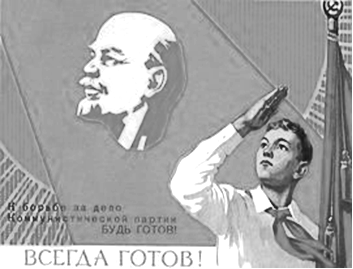 К борьбе за дело
Коммунистической партии
БУДЬ ГОТОВ!
ВСЕГДА ГОТОВ!